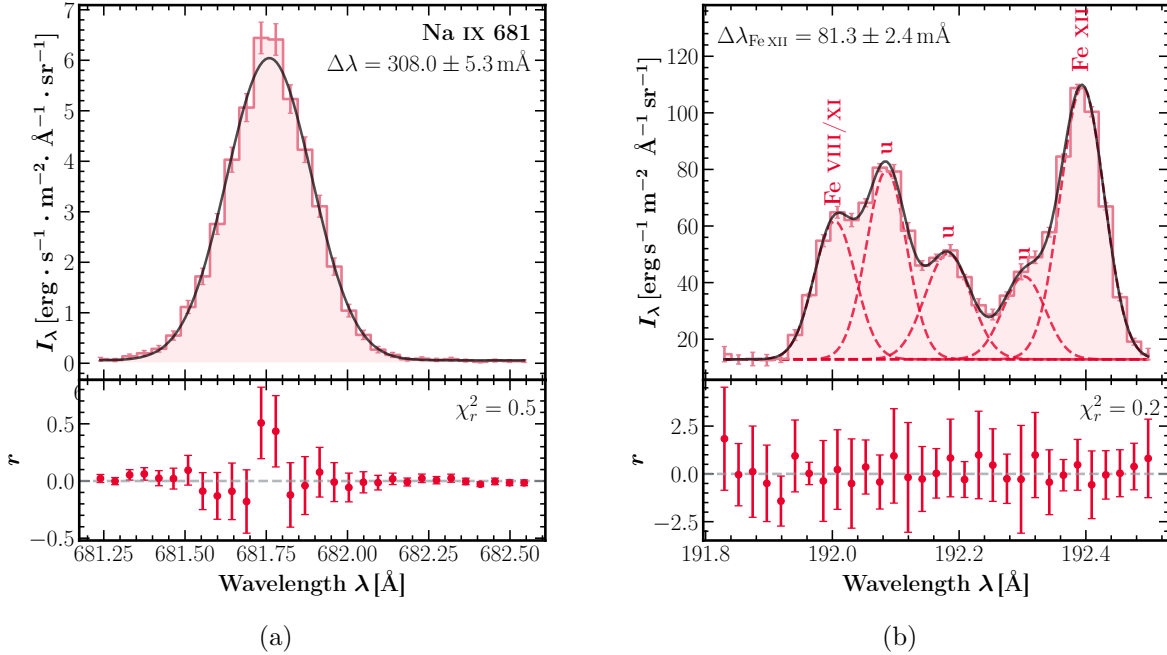 Na IX 681
Δλ = 308.0 ± 5.3 mÅ
I_λ [erg · s⁻¹ · m⁻² · Å⁻¹ · sr⁻¹]
7
6
5
4
3
2
1
0
χ²_r = 0.5
r
0.5
0.0
−0.5
681.25 681.50 681.75 682.00 682.25 682.50
Wavelength λ [Å]
(a)
Δλ_Fe XII = 81.3 ± 2.4 mÅ
Fe VIII/XI
u
u
u
Fe XII
I_λ [erg s⁻¹ m⁻² Å⁻¹ sr⁻¹]
120
100
80
60
40
20
χ²_r = 0.2
r
2.5
0.0
−2.5
191.8 192.0 192.2 192.4
Wavelength λ [Å]
(b)